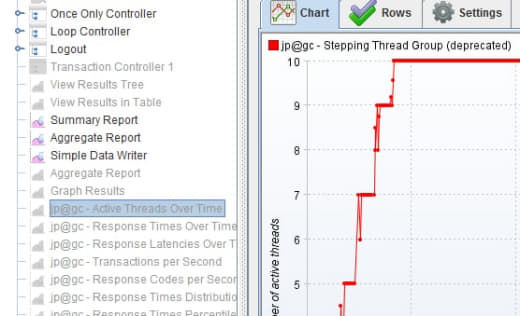 Once Only Controller
Loop Controller
Logout
Transaction Controller 1
View Results Tree
View Results in Table
Summary Report
Aggregate Report
Simple Data Writer
Aggregate Report
Graph Results
jp@gc - Active Threads Over Time
jp@gc - Response Times Over Time
jp@gc - Response Latencies Over T
jp@gc - Transactions per Second
jp@gc - Response Codes per Secon
jp@gc - Response Times Distributio
jp@gc - Response Times Percentile
Chart
Rows
Settings
jp@gc - Stepping Thread Group (deprecated)
10
9
8
7
6
5
er of active threads